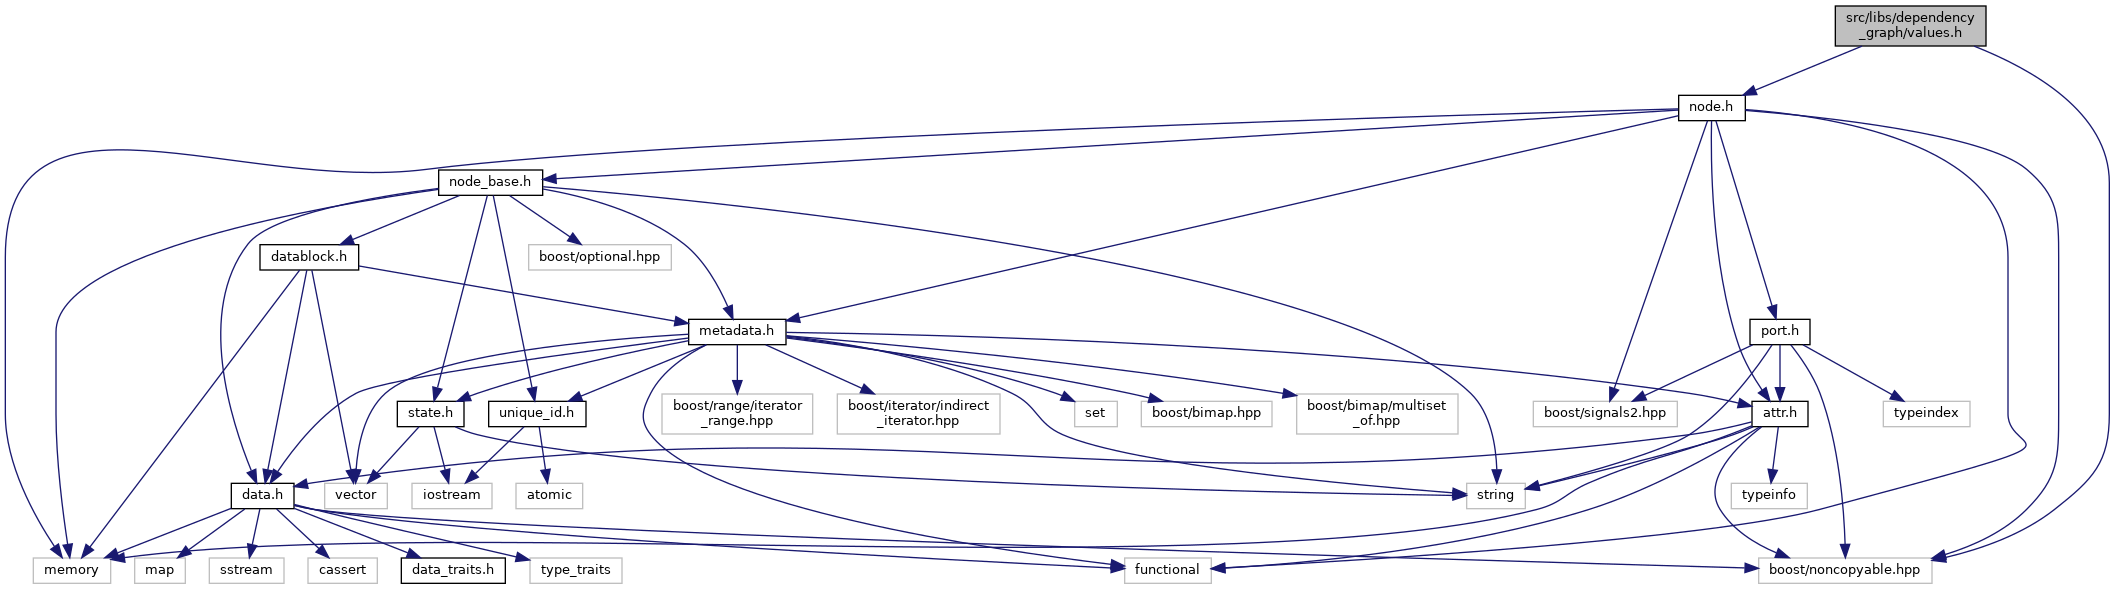 src/libs/dependency
_graph/values.h
node.h
node_base.h
datablock.h
boost/optional.hpp
metadata.h
port.h
state.h
unique_id.h
boost/range/iterator
_range.hpp
boost/iterator/indirect
_iterator.hpp
set
boost/bimap.hpp
boost/bimap/multiset
_of.hpp
boost/signals2.hpp
attr.h
typeindex
data.h
vector
iostream
atomic
string
typeinfo
memory
map
sstream
cassert
data_traits.h
type_traits
functional
boost/noncopyable.hpp